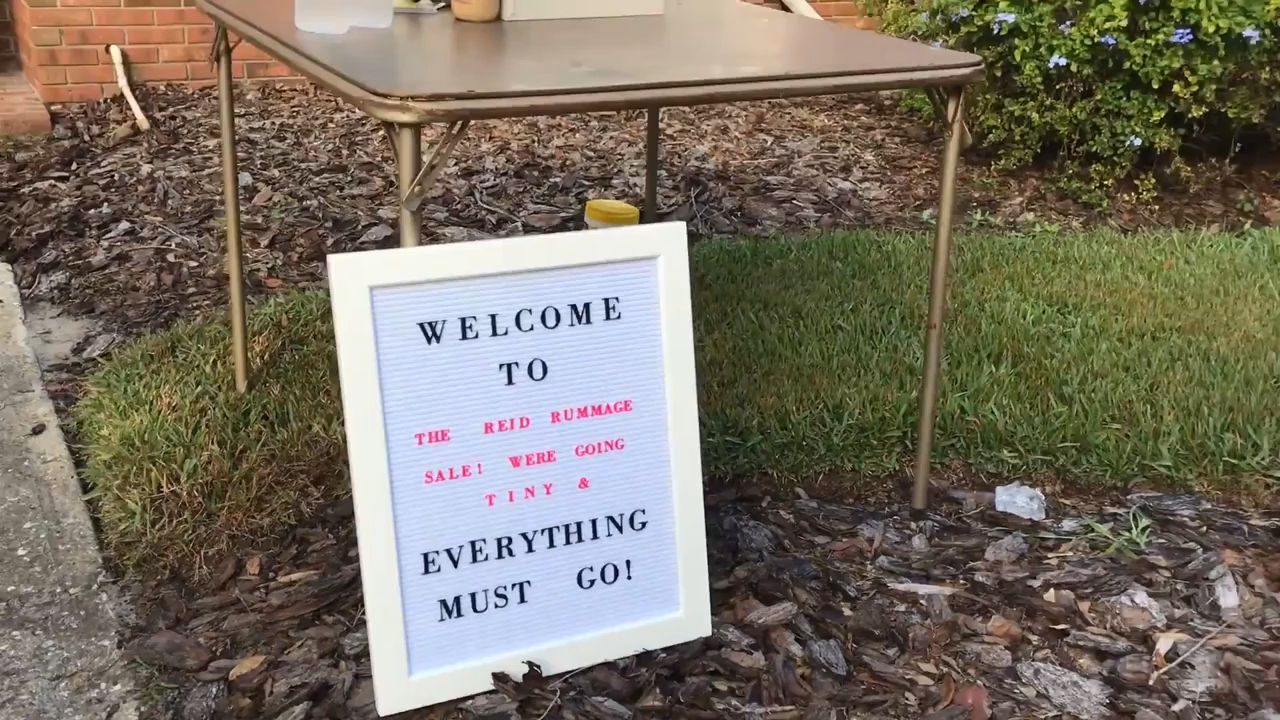 WELCOME
TO
THE REID RUMMAGE
SALE! WERE GOING
TINY &
EVERYTHING
MUST GO!